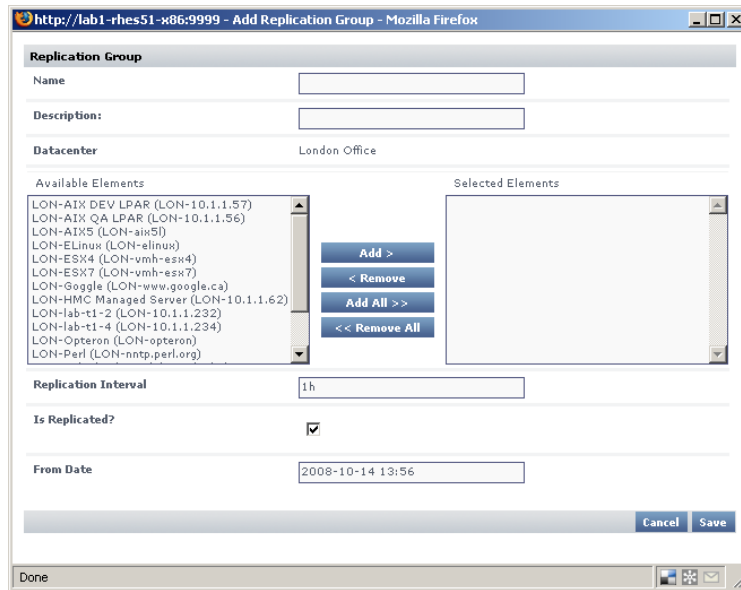 http://lab1-rhes51-x86:9999 - Add Replication Group - Mozilla Firefox
Replication Group
Name
Description:
Datacenter London Office
Available Elements Selected Elements
LON-AIX DEV LPAR (LON-10.1.1.57)
LON-AIX QA LPAR (LON-10.1.1.56)
LON-AIX5 (LON-aix5l)
LON-ELinux (LON-elinux)
LON-ESX4 (LON-vmh-esx4)
LON-ESX7 (LON-vmh-esx7)
LON-Goggle (LON-www.google.ca)
LON-HMC Managed Server (LON-10.1.1.62)
LON-lab-t1-2 (LON-10.1.1.232)
LON-lab-t1-4 (LON-10.1.1.234)
LON-Opteron (LON-opteron)
LON-Perl (LON-nntp.perl.org)
Add >
< Remove
Add All >>
<< Remove All
Replication Interval 1h
Is Replicated?
From Date 2008-10-14 13:56
Cancel Save
Done